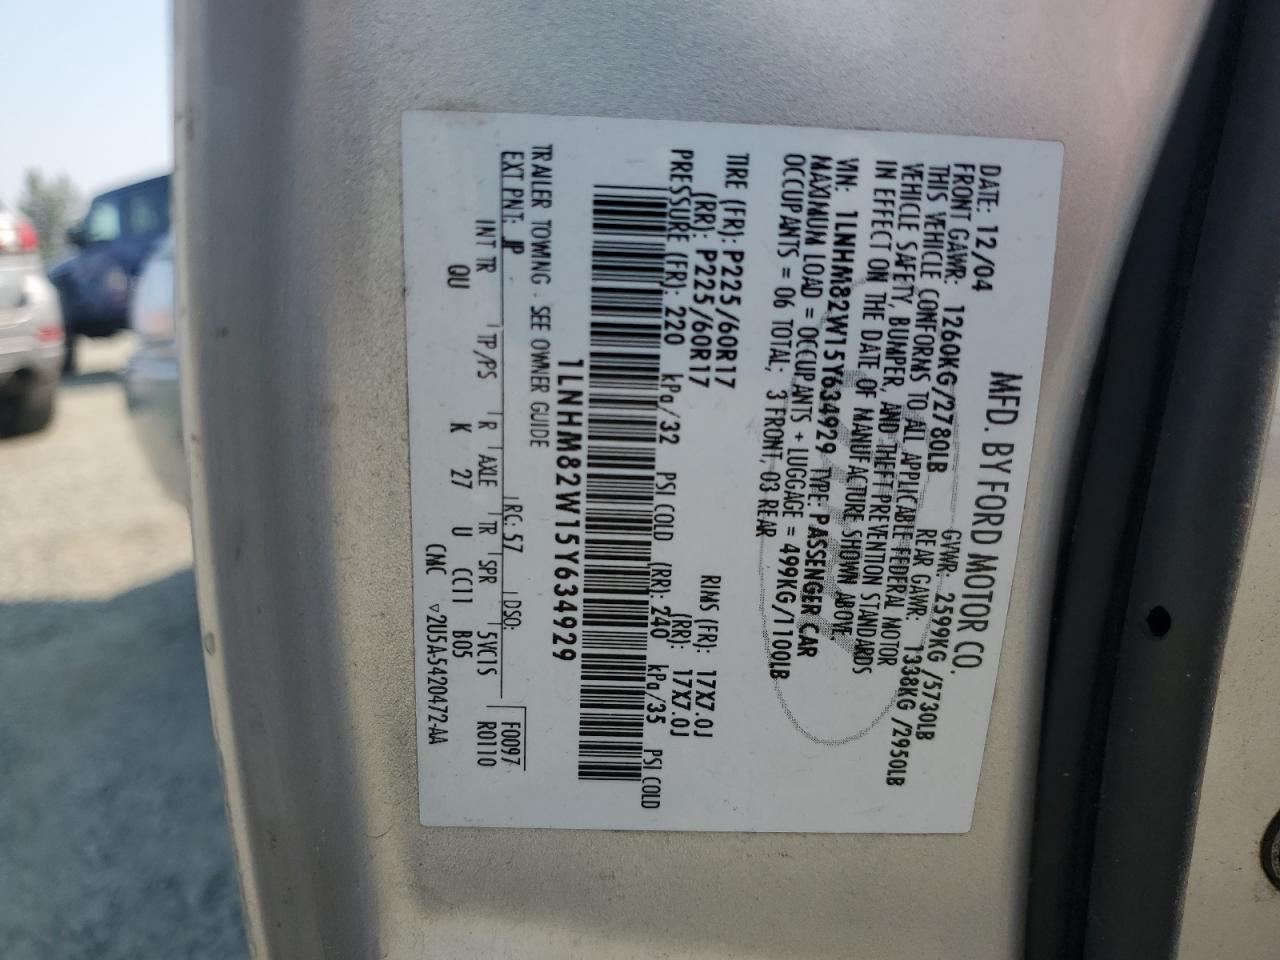 MFD. BY FORD MOTOR CO.
DATE: 12/04 GVWR: 2599KG /5730LB
FRONT GAWR: 1260KG/2780LB REAR GAWR: 1338KG /2950LB
THIS VEHICLE CONFORMS TO ALL APPLICABLE FEDERAL MOTOR
VEHICLE SAFETY, BUMPER, AND THEFT PREVENTION STANDARDS
IN EFFECT ON THE DATE OF MANUFACTURE SHOWN ABOVE.
VIN: 1LNHM82W15Y634929 TYPE: PASSENGER CAR
MAXIMUM LOAD = OCCUPANTS + LUGGAGE = 499KG/1100LB
OCCUPANTS = 06 TOTAL, 3 FRONT, 03 REAR
TIRE (FR): P225/60R17 RIMS (FR): 17X7.0J
(RR): P225/60R17 (RR): 17X7.0J
PRESSURE (FR): 220 kPa/32 PSI COLD (RR): 240 kPa/35 PSI COLD
1LNHM82W15Y634929
TRAILER TOWING - SEE OWNER GUIDE
EXT PNT: JP RC: 57 DSO: F0097
INT TR TP/PS R AXLE TR SPR 5YC1S R0110
QU K 27 U CC11 B05
CMC ▽2U5A-5420472-AA